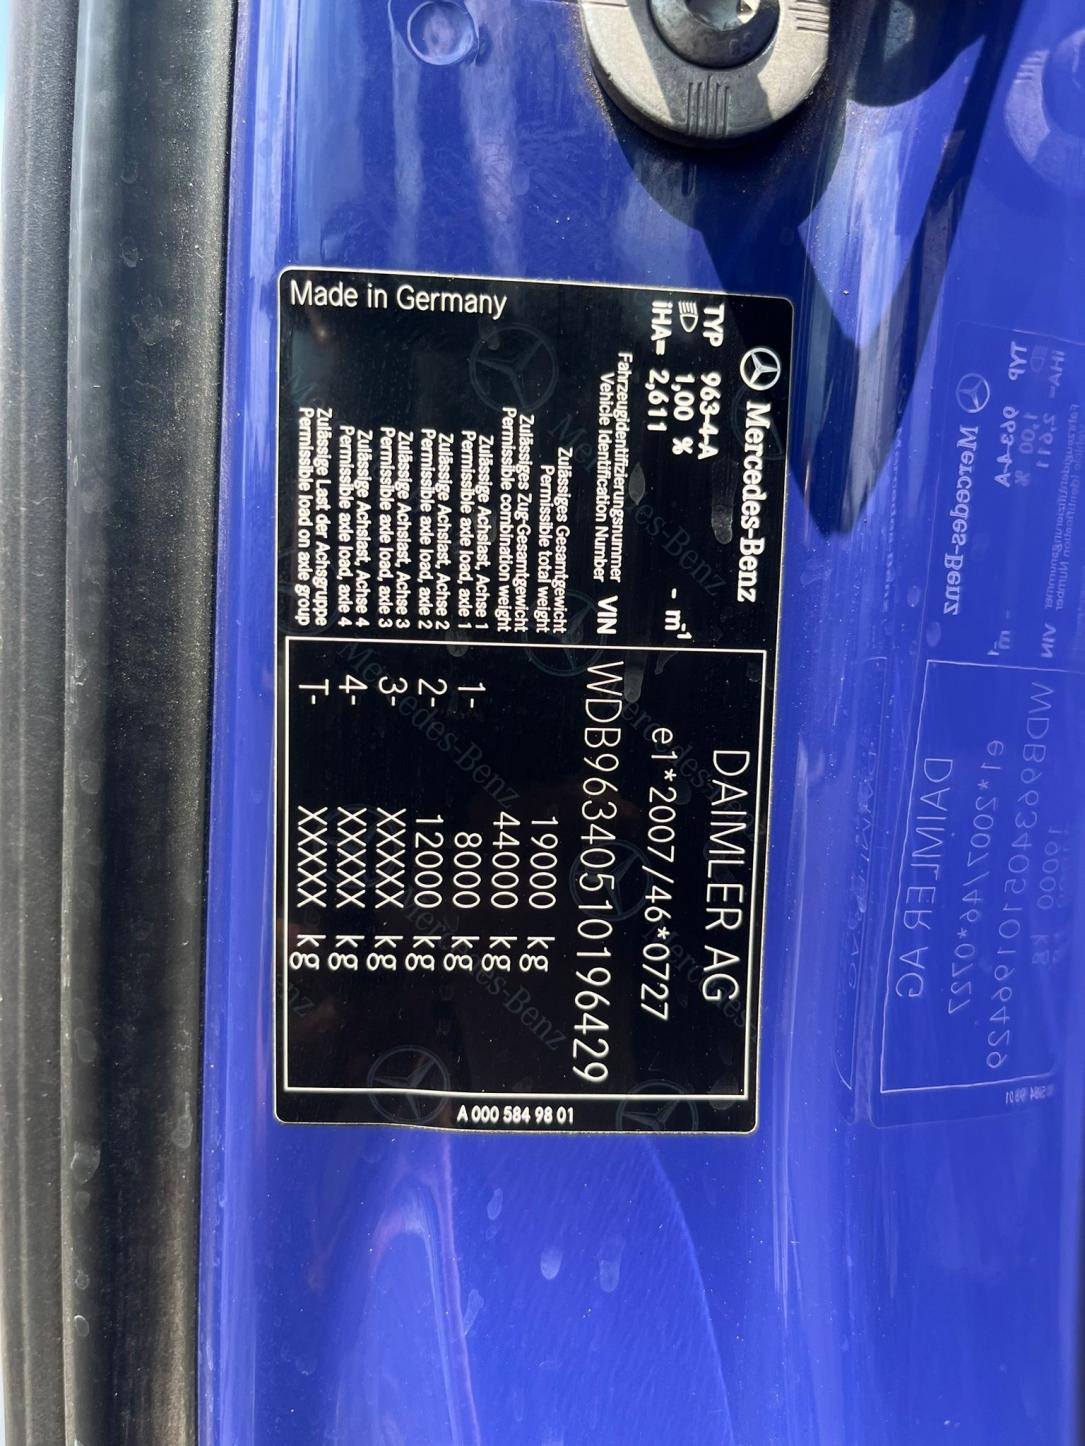 Mercedes-Benz
TYP 963-4-A
1,00 %
- m⁻¹
iHA= 2,611
Fahrzeugidentifizierungsnummer
Vehicle Identification Number
VIN
Zulässiges Gesamtgewicht
Permissible total weight
Zulässiges Zug-Gesamtgewicht
Permissible combination weight
Zulässige Achslast, Achse 1
Permissible axle load, axle 1
Zulässige Achslast, Achse 2
Permissible axle load, axle 2
Zulässige Achslast, Achse 3
Permissible axle load, axle 3
Zulässige Achslast, Achse 4
Permissible axle load, axle 4
Zulässige Last der Achsgruppe
Permissible load on axle group
Made in Germany
DAIMLER AG
e1*2007/46*0727
WDB96340510196429
19000 kg
44000 kg
1- 8000 kg
2- 12000 kg
3- XXXXX kg
4- XXXXX kg
T- XXXXX kg
A 000 584 98 01